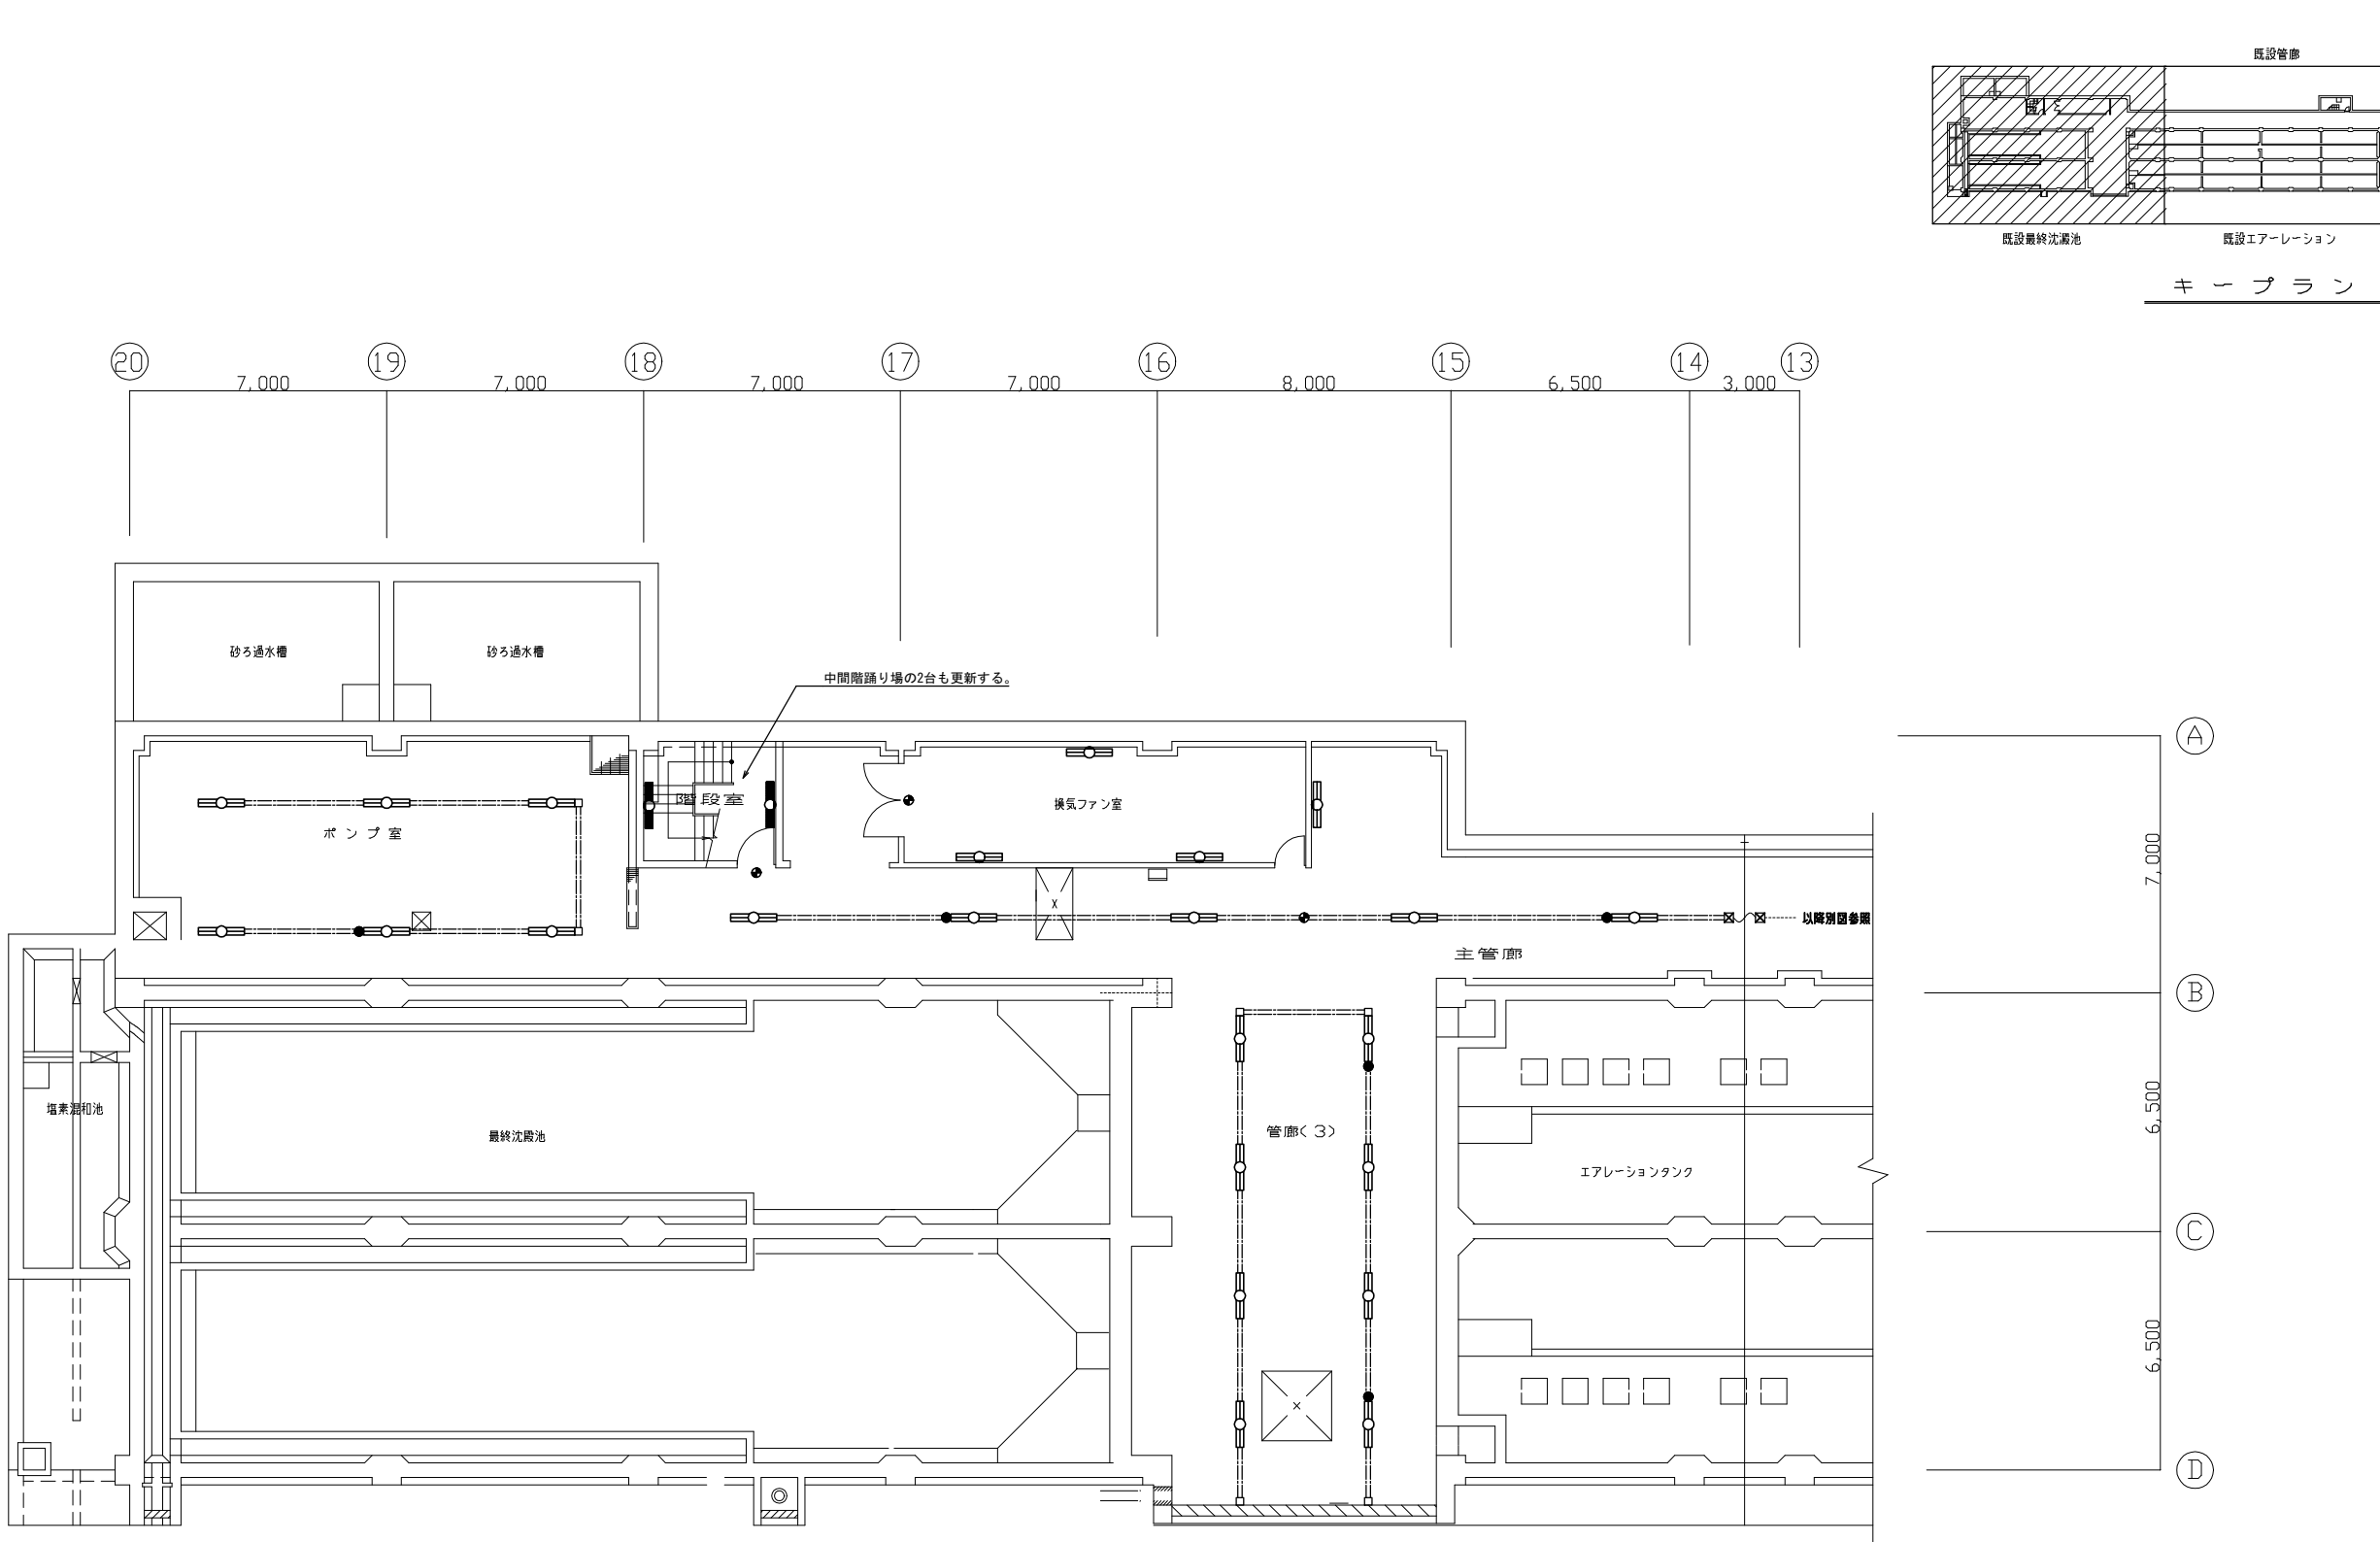 既設管廊
既設最終沈澱池
既設エアーレーション
キープラン
20
19
18
17
16
15
14
13
7,000
7,000
7,000
7,000
8,000
6,500
3,000
砂ろ過水槽
砂ろ過水槽
中間階踊り場の2台も更新する。
A
階段室
換気ファン室
ポンプ室
7,000
以降別図参照
主管廊
B
塩素混和池
最終沈殿池
管廊(3)
6,500
エアレーションタンク
C
6,500
D